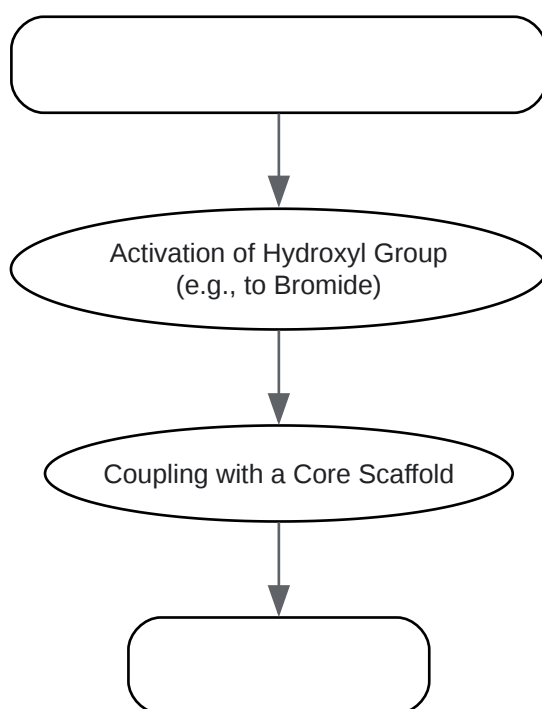 Activation of Hydroxyl Group
(e.g., to Bromide)
Coupling with a Core Scaffold